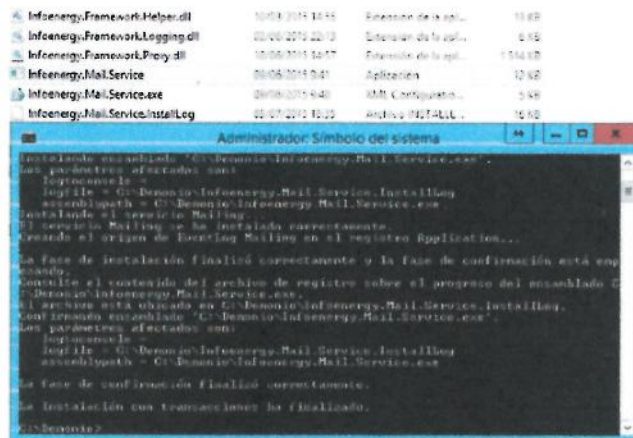 Infoenergy.Framework.Helper.dll
Infoenergy.Framework.Logging.dll
Infoenergy.Framework.Proxy.dll
Infoenergy.Mail.Service Aplicación
Infoenergy.Mail.Service.exe
Infoenergy.Mail.Service.InstallLog
Administrador: Símbolo del sistema
Instalando ensamblado 'C:\Demonio\Infoenergy.Mail.Service.exe'.
Los parámetros afectados son:
logtoconsole =
logfile = C:\Demonio\Infoenergy.Mail.Service.InstallLog
assemblypath = C:\Demonio\Infoenergy.Mail.Service.exe
Instalando el servicio Mailing...
El servicio Mailing se ha instalado correctamente.
Creando el origen de EventLog Mailing en el registro Application...
La fase de instalación finalizó correctamente y la fase de confirmación está emp
ezando.
Consulte el contenido del archivo de registro sobre el progreso del ensamblado C
:\Demonio\Infoenergy.Mail.Service.exe.
El archivo está ubicado en C:\Demonio\Infoenergy.Mail.Service.InstallLog.
Confirmando ensamblado 'C:\Demonio\Infoenergy.Mail.Service.exe'.
Los parámetros afectados son:
logtoconsole =
logfile = C:\Demonio\Infoenergy.Mail.Service.InstallLog
assemblypath = C:\Demonio\Infoenergy.Mail.Service.exe
La fase de confirmación finalizó correctamente.
La instalación con transacciones ha finalizado.
C:\Demonio>